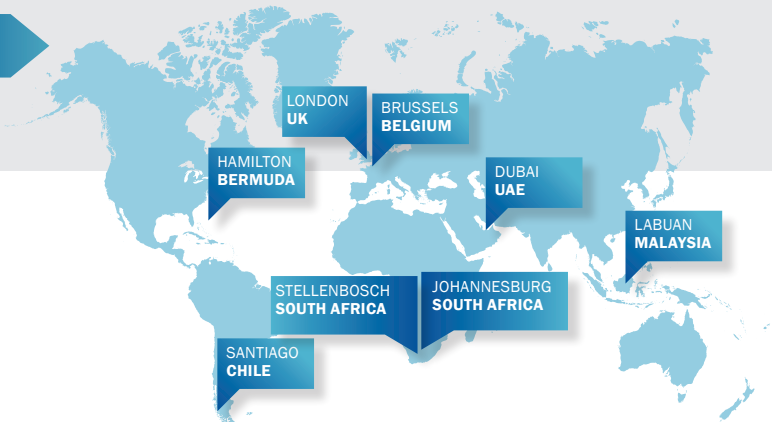 LONDON
UK
BRUSSELS
BELGIUM
HAMILTON
BERMUDA
DUBAI
UAE
LABUAN
MALAYSIA
STELLENBOSCH
SOUTH AFRICA
JOHANNESBURG
SOUTH AFRICA
SANTIAGO
CHILE